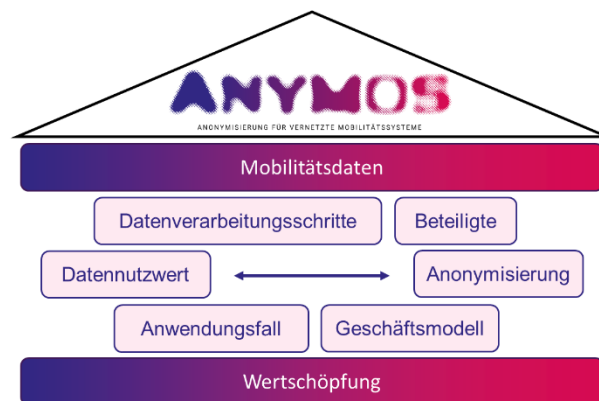 ANYMOS
ANONYMISIERUNG FÜR VERNETZTE MOBILITÄTSSYSTEME
Mobilitätsdaten
Datenverarbeitungsschritte
Beteiligte
Datennutzwert
Anonymisierung
Anwendungsfall
Geschäftsmodell
Wertschöpfung